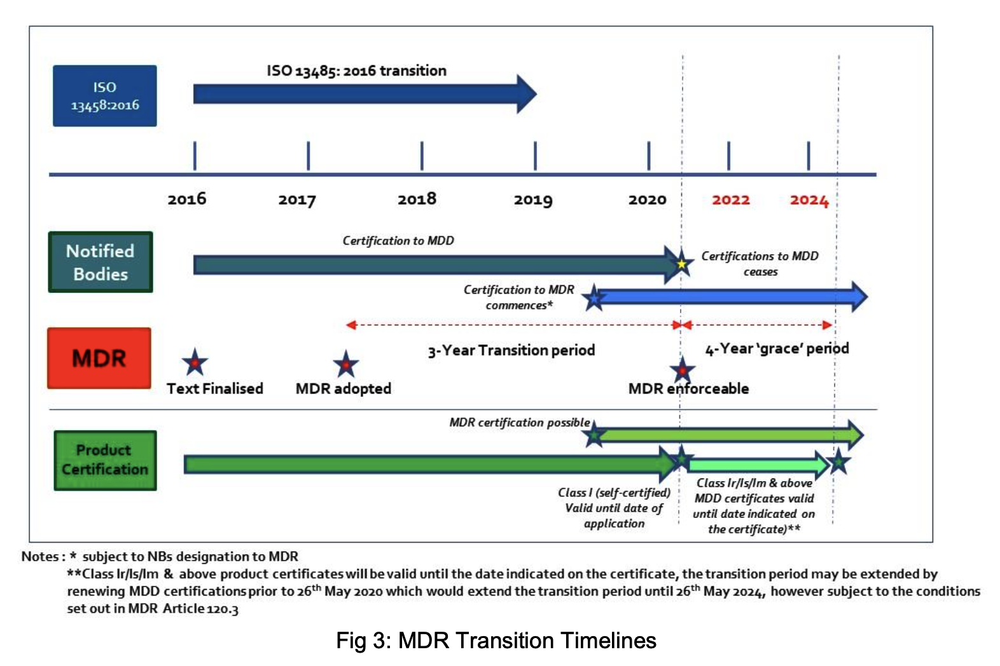 ISO 13485: 2016 transition
ISO
13458:2016
2016 2017 2018 2019 2020 2022 2024
Notified
Bodies
Certification to MDD
Certifications to MDD
ceases
Certification to MDR
commences*
MDR
3-Year Transition period
4-Year ‘grace’ period
Text Finalised
MDR adopted
MDR enforceable
Product
Certification
MDR certification possible
Class I (self-certified)
Valid until date of
application
Class Ir/Is/Im & above
MDD certificates valid
until date indicated on
the certificate)**
Notes : * subject to NBs designation to MDR
**Class Ir/Is/Im & above product certificates will be valid until the date indicated on the certificate, the transition period may be extended by
renewing MDD certifications prior to 26th May 2020 which would extend the transition period until 26th May 2024, however subject to the conditions
set out in MDR Article 120.3
Fig 3: MDR Transition Timelines